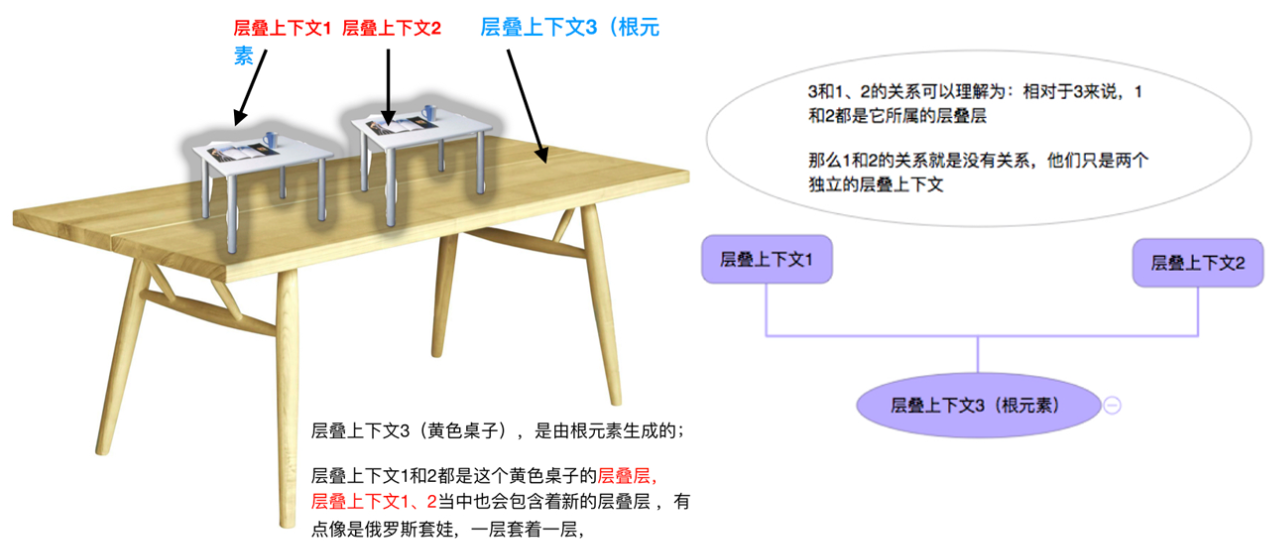 层叠上下文1 层叠上下文2
层叠上下文3（根元
素
3和1、2的关系可以理解为：相对于3来说，1
和2都是它所属的层叠层
那么1和2的关系就是没有关系，他们只是两个
独立的层叠上下文
层叠上下文1
层叠上下文2
层叠上下文3（根元素）
层叠上下文3（黄色桌子），是由根元素生成的；
层叠上下文1和2都是这个黄色桌子的层叠层，
层叠上下文1、2当中也会包含着新的层叠层，有
点像是俄罗斯套娃，一层套着一层，